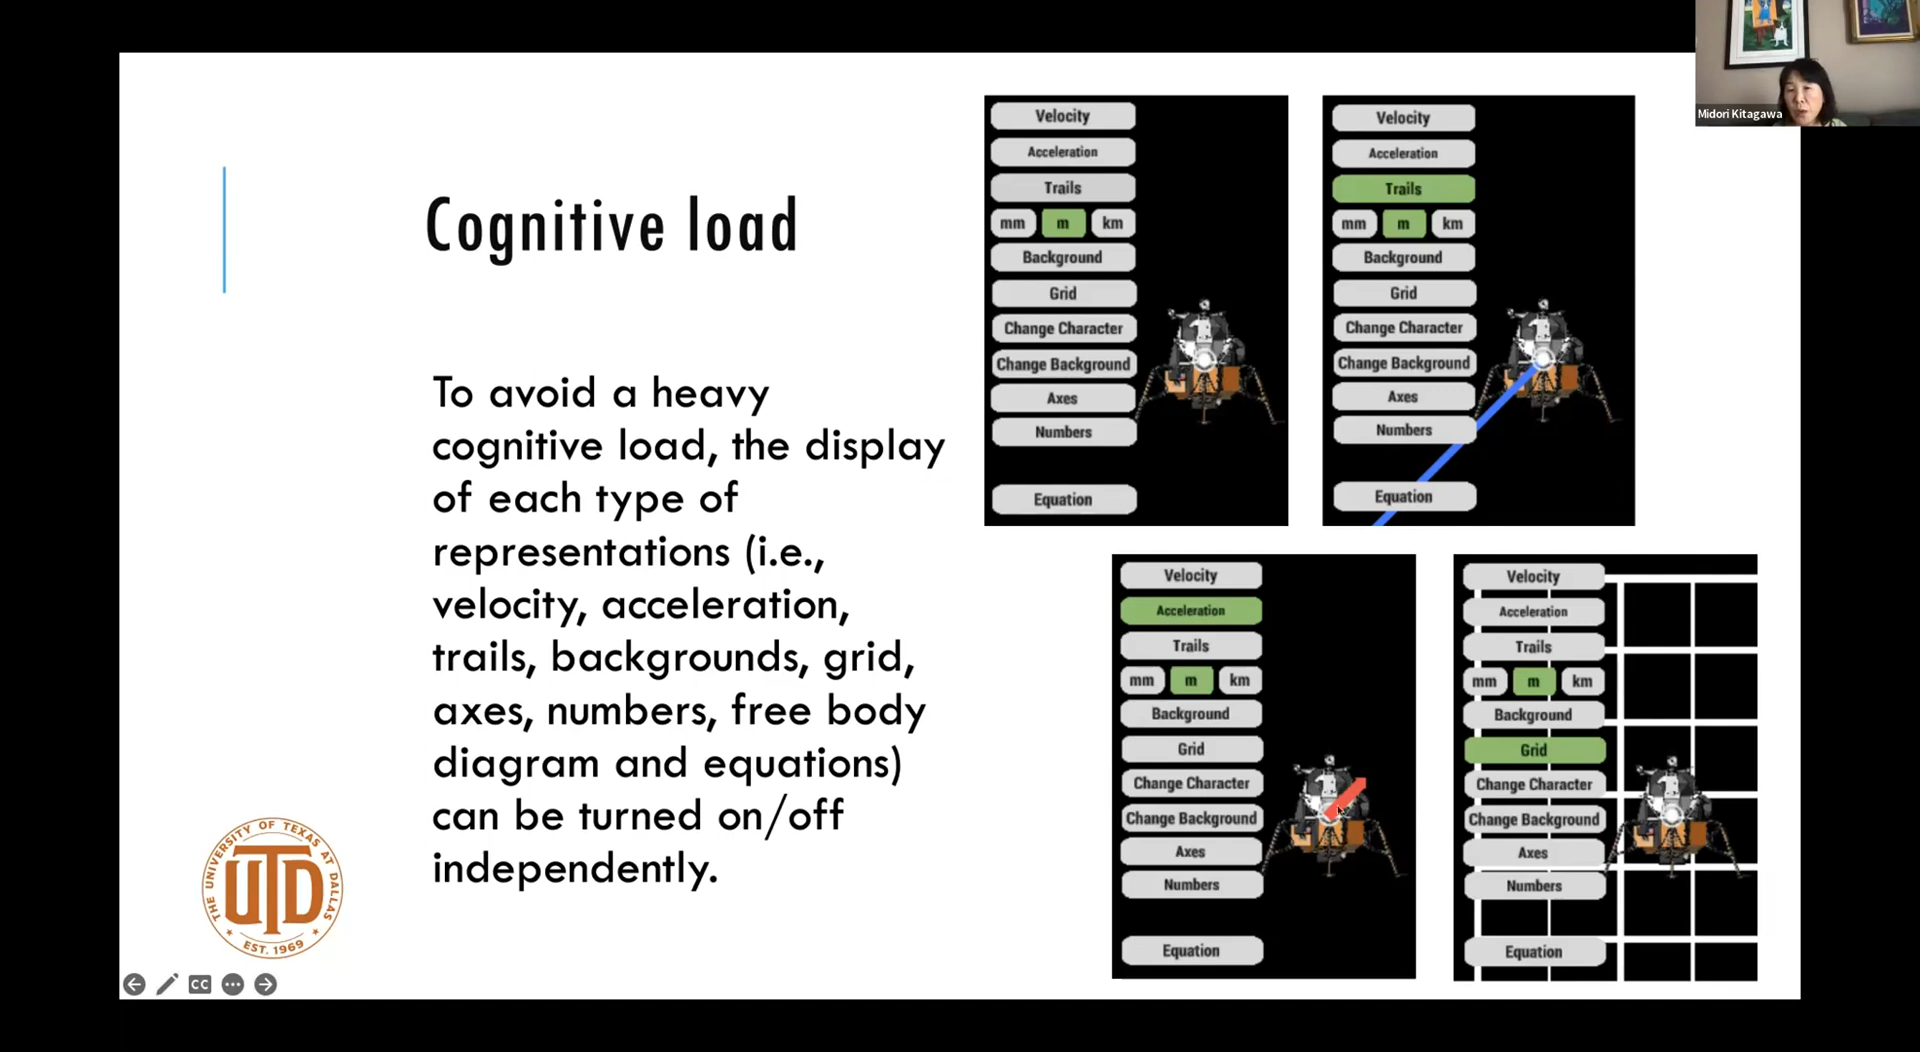 Midori Kitagawa
Cognitive load
To avoid a heavy
cognitive load, the display
of each type of
representations (i.e.,
velocity, acceleration,
trails, backgrounds, grid,
axes, numbers, free body
diagram and equations)
can be turned on/off
independently.
THE UNIVERSITY OF TEXAS AT DALLAS
UTD
EST. 1969
CC
Velocity
Acceleration
Trails
mm m km
Background
Grid
Change Character
Change Background
Axes
Numbers
Equation
Velocity
Acceleration
Trails
mm m km
Background
Grid
Change Character
Change Background
Axes
Numbers
Equation
Velocity
Acceleration
Trails
mm m km
Background
Grid
Change Character
Change Background
Axes
Numbers
Equation
Velocity
Acceleration
Trails
mm m km
Background
Grid
Change Character
Change Background
Axes
Numbers
Equation